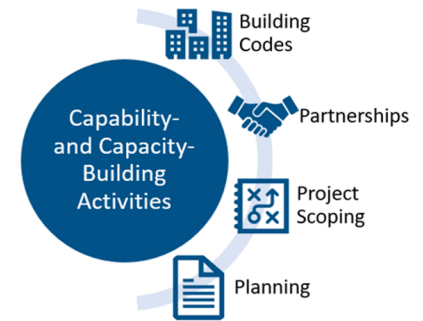 Capability-
and Capacity-
Building
Activities
Building
Codes
Partnerships
Project
Scoping
Planning